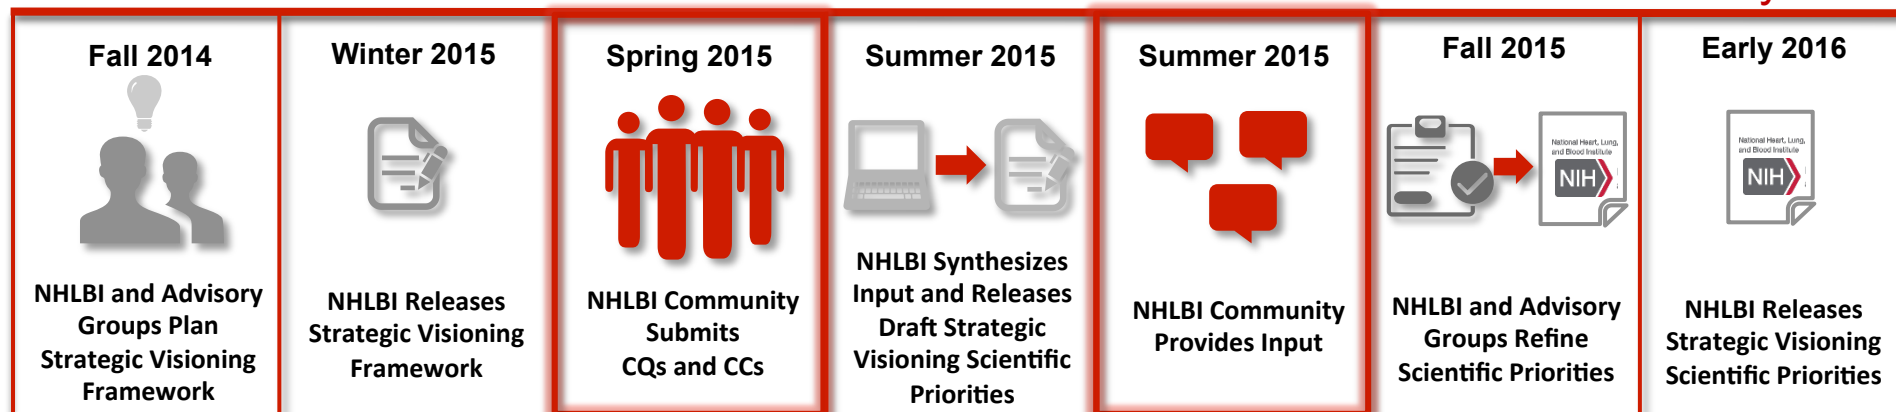 Fall 2014
NHLBI and Advisory
Groups Plan
Strategic Visioning
Framework
Winter 2015
NHLBI Releases
Strategic Visioning
Framework
Spring 2015
NHLBI Community
Submits
CQs and CCs
Summer 2015
NHLBI Synthesizes
Input and Releases
Draft Strategic
Visioning Scientific
Priorities
Summer 2015
NHLBI Community
Provides Input
Fall 2015
National Heart, Lung,
and Blood Institute
NIH
NHLBI and Advisory
Groups Refine
Scientific Priorities
Early 2016
National Heart, Lung,
and Blood Institute
NIH
NHLBI Releases
Strategic Visioning
Scientific Priorities